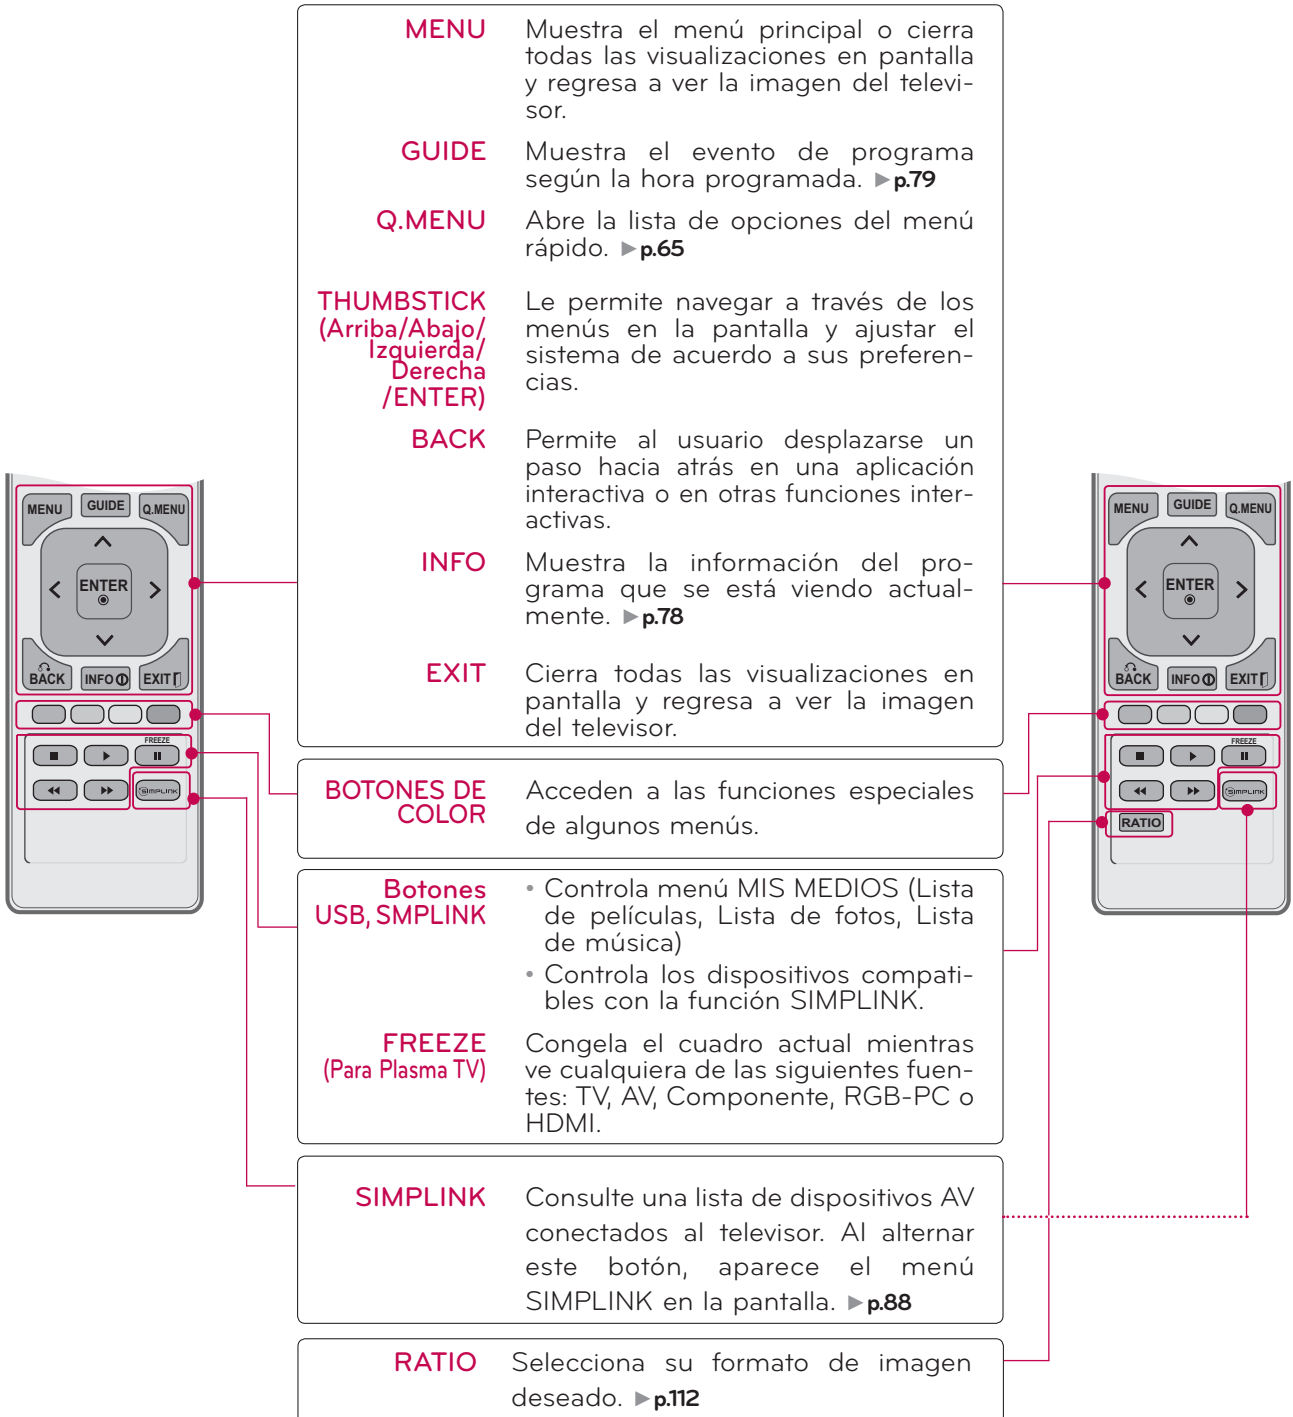 MENU Muestra el menú principal o cierra
todas las visualizaciones en pantalla
y regresa a ver la imagen del televi-
sor.
GUIDE Muestra el evento de programa
según la hora programada. ►p.79
Q.MENU Abre la lista de opciones del menú
rápido. ►p.65
THUMBSTICK
(Arriba/Abajo/
Izquierda/
Derecha
/ENTER)
Le permite navegar a través de los
menús en la pantalla y ajustar el
sistema de acuerdo a sus preferen-
cias.
BACK Permite al usuario desplazarse un
paso hacia atrás en una aplicación
interactiva o en otras funciones inter-
activas.
INFO Muestra la información del pro-
grama que se está viendo actual-
mente. ►p.78
EXIT Cierra todas las visualizaciones en
pantalla y regresa a ver la imagen
del televisor.
BOTONES DE
COLOR
Acceden a las funciones especiales
de algunos menús.
Botones
USB, SMPLINK
• Controla menú MIS MEDIOS (Lista
de películas, Lista de fotos, Lista
de música)
• Controla los dispositivos compati-
bles con la función SIMPLINK.
FREEZE
(Para Plasma TV)
Congela el cuadro actual mientras
ve cualquiera de las siguientes fuen-
tes: TV, AV, Componente, RGB-PC o
HDMI.
SIMPLINK Consulte una lista de dispositivos AV
conectados al televisor. Al alternar
este botón, aparece el menú
SIMPLINK en la pantalla. ►p.88
RATIO Selecciona su formato de imagen
deseado. ►p.112
MENU GUIDE Q.MENU
ENTER
BACK INFO EXIT
FREEZE
SIMPLINK
MENU GUIDE Q.MENU
ENTER
BACK INFO EXIT
FREEZE
SIMPLINK
RATIO